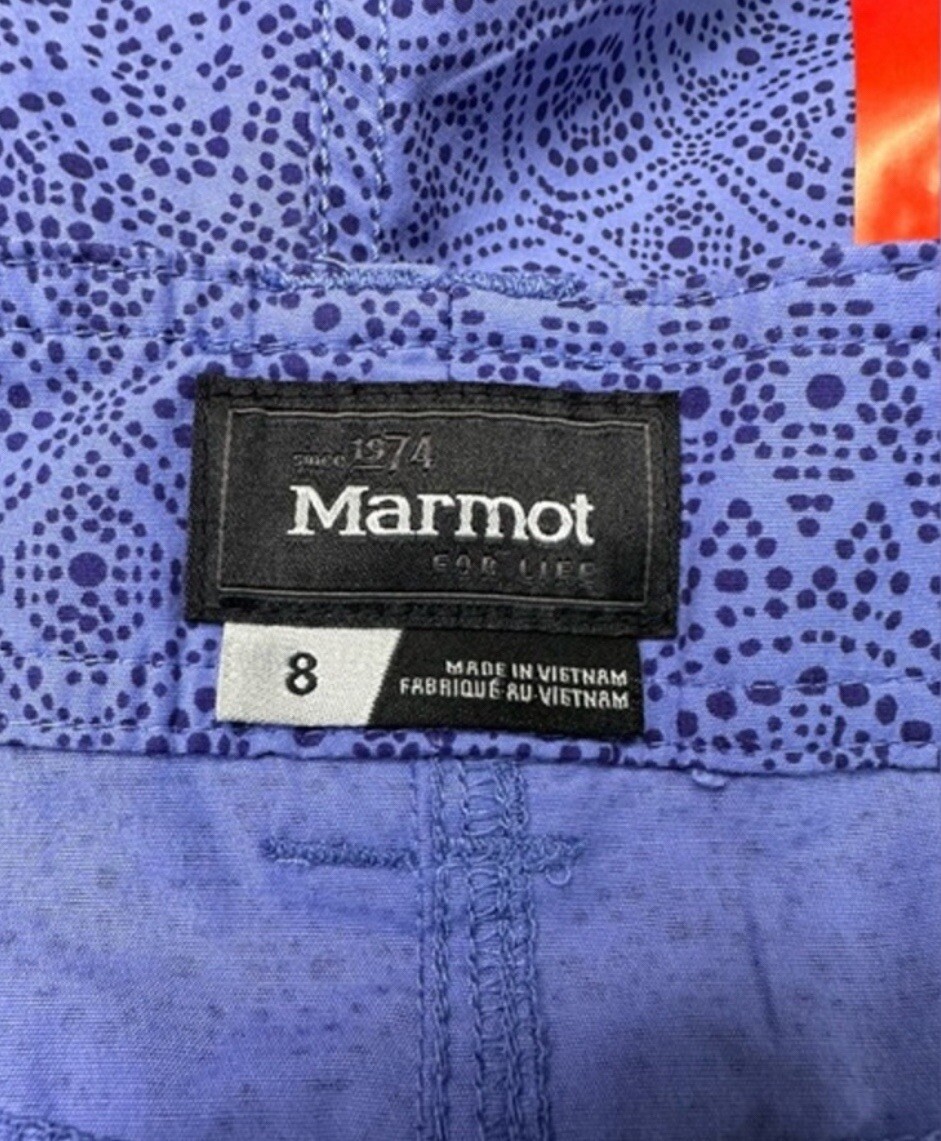 since 1974
Marmot
FOR LIFE
8
MADE IN VIETNAM
FABRIQUÉ AU VIETNAM